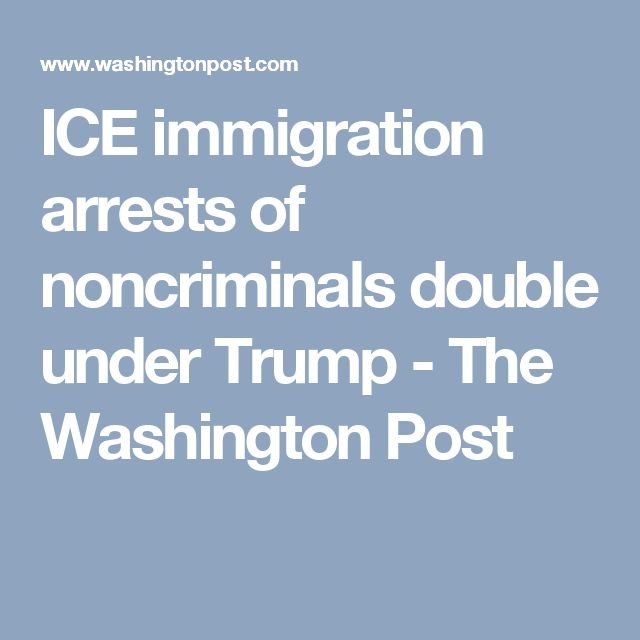 www.washingtonpost.com
ICE immigration
arrests of
noncriminals double
under Trump - The
Washington Post